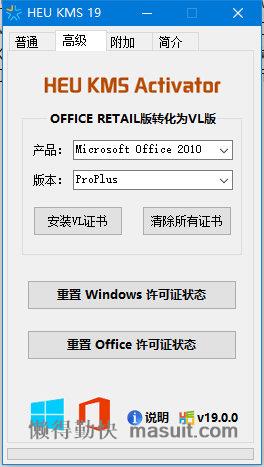 HEU KMS 19
普通 高级 附加 简介
HEU KMS Activator
OFFICE RETAIL版转化为VL版
产品: Microsoft Office 2010
版本: ProPlus
安装VL证书 清除所有证书
重置 Windows 许可证状态
重置 Office 许可证状态
说明 v19.0.0
懒得勤快 masuit.com